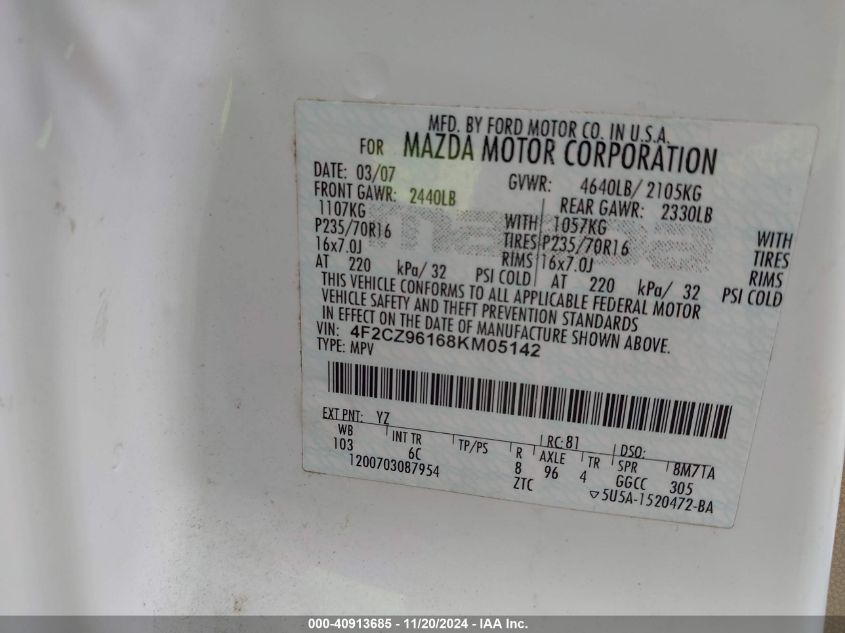 MFD. BY FORD MOTOR CO. IN U.S.A.
FOR MAZDA MOTOR CORPORATION
DATE: 03/07 GVWR: 4640LB/ 2105KG
FRONT GAWR: 2440LB REAR GAWR: 2330LB
1107KG WITH 1057KG WITH
P235/70R16 TIRES P235/70R16 TIRES
16x7.0J RIMS 16x7.0J RIMS
AT 220 kPa/ 32 PSI COLD AT 220 kPa/ 32 PSI COLD
THIS VEHICLE CONFORMS TO ALL APPLICABLE FEDERAL MOTOR
VEHICLE SAFETY AND THEFT PREVENTION STANDARDS
IN EFFECT ON THE DATE OF MANUFACTURE SHOWN ABOVE.
VIN: 4F2CZ96168KM05142
TYPE: MPV
EXT PNT: YZ RC: 81 DSO:
WB INT TR TP/PS R AXLE TR SPR 8M7TA
103 6C 8 96 4 GGCC 305
1200703087954 ZTC ▽5U5A-1520472-BA
000-40913685 - 11/20/2024 - IAA Inc.